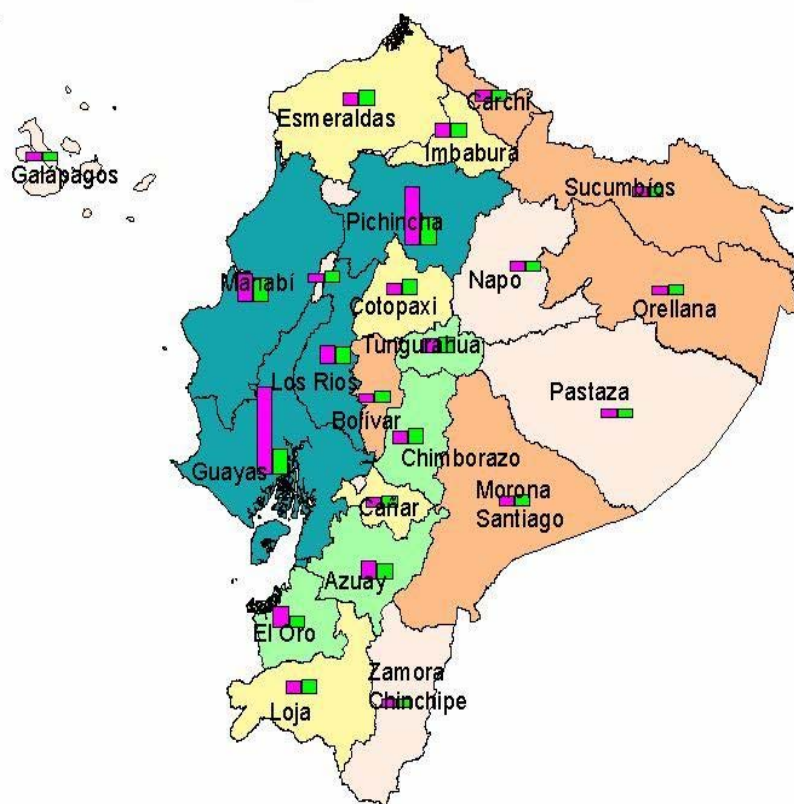 Esmeraldas
Carchi
Imbabura
Galápagos
Sucumbíos
Pichincha
Manabí
Napo
Cotopaxi
Orellana
Tungurahua
Los Rios
Pastaza
Bolívar
Chimborazo
Guayas
Morona
Santiago
Cañar
Azuay
El Oro
Zamora
Chinchipe
Loja